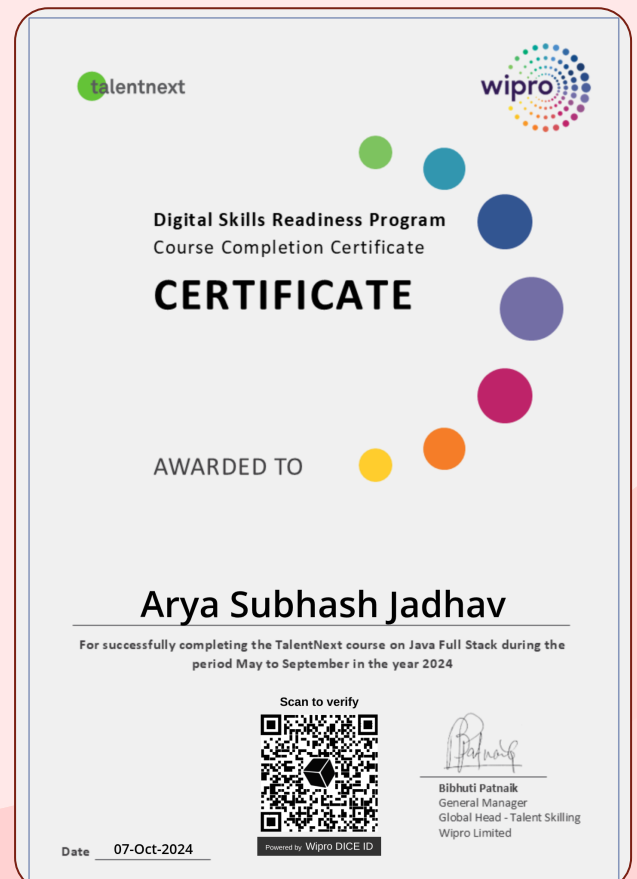 talentnext
wipro
Digital Skills Readiness Program
Course Completion Certificate
CERTIFICATE
AWARDED TO
Arya Subhash Jadhav
For successfully completing the TalentNext course on Java Full Stack during the
period May to September in the year 2024
Scan to verify
Powered by Wipro DICE ID
BPatnaik
Bibhuti Patnaik
General Manager
Global Head - Talent Skilling
Wipro Limited
Date 07-Oct-2024